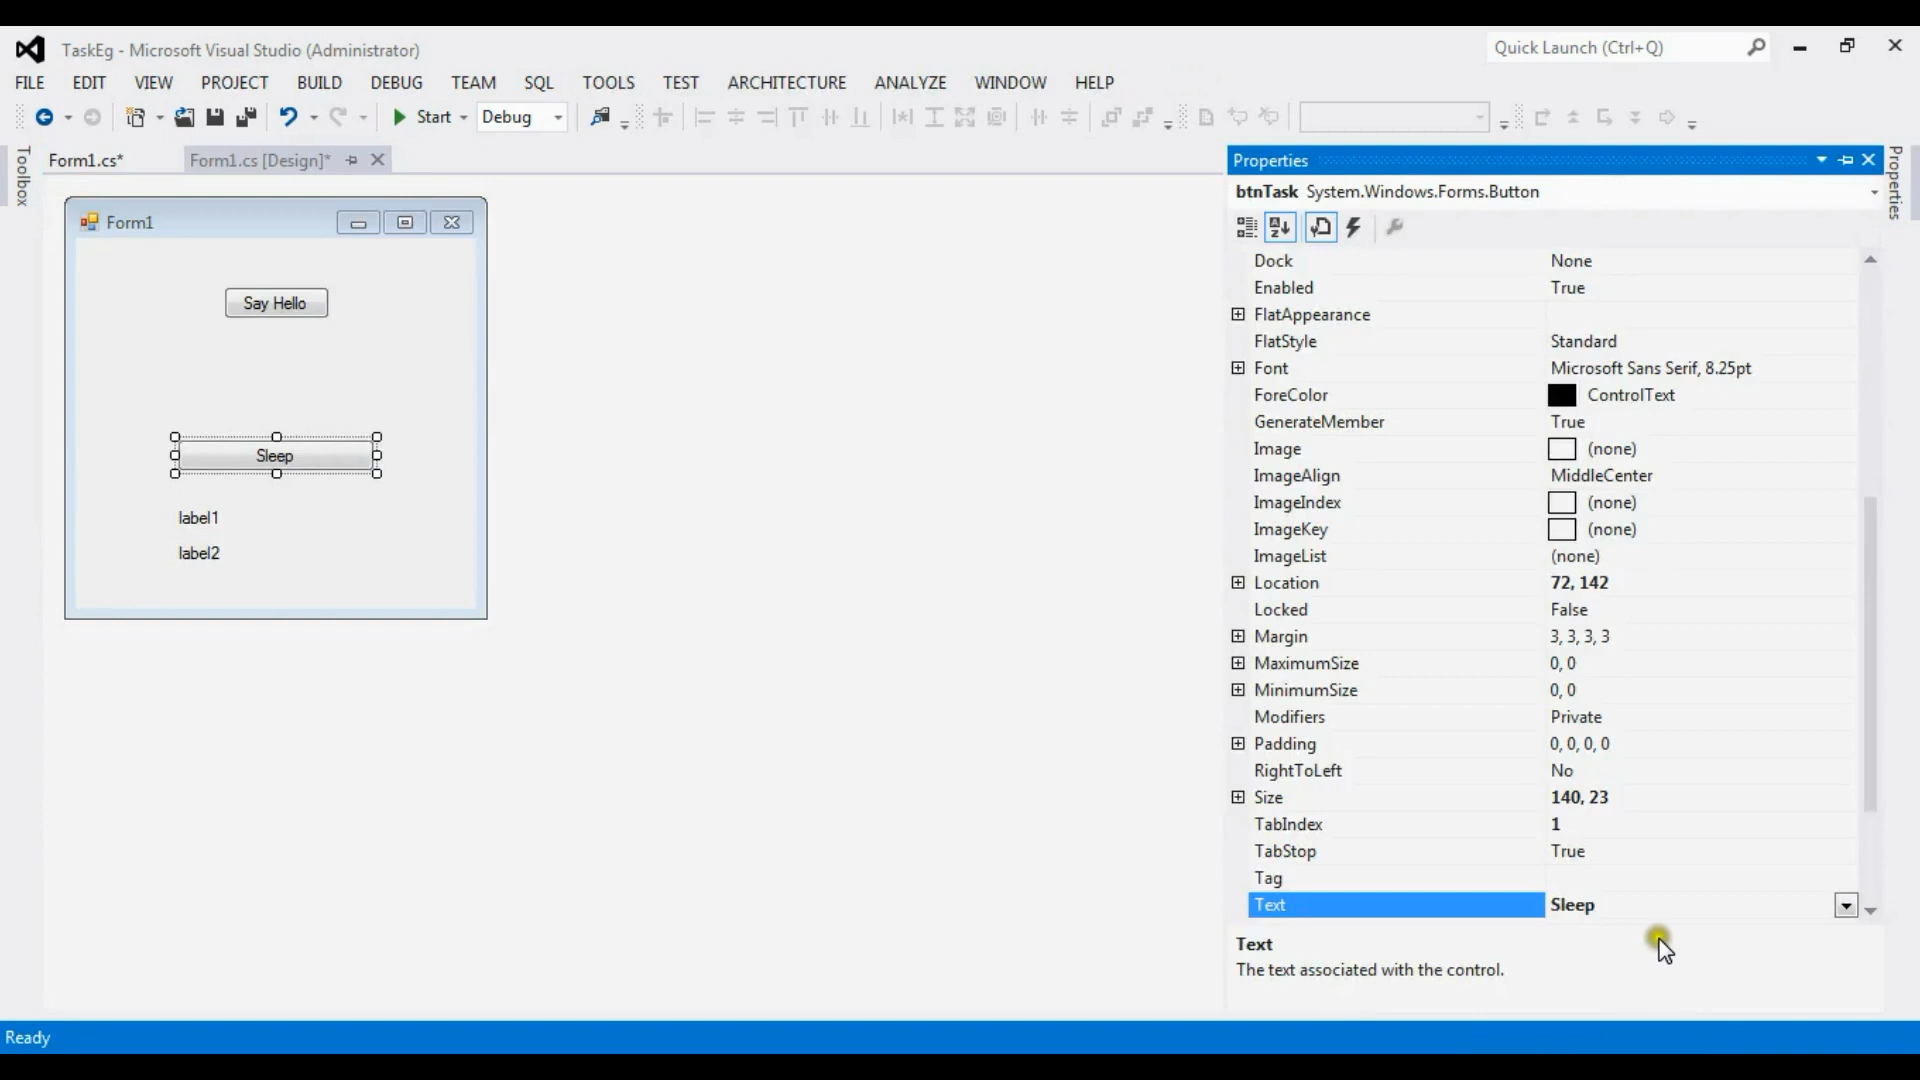 TaskEg - Microsoft Visual Studio (Administrator)
Quick Launch (Ctrl+Q)
FILE EDIT VIEW PROJECT BUILD DEBUG TEAM SQL TOOLS TEST ARCHITECTURE ANALYZE WINDOW HELP
Start Debug
Toolbox
Form1.cs*
Form1.cs [Design]*
Form1
Say Hello
Sleep
label1
label2
Properties
btnTask System.Windows.Forms.Button
Dock None
Enabled True
FlatAppearance
FlatStyle Standard
Font Microsoft Sans Serif, 8.25pt
ForeColor ControlText
GenerateMember True
Image (none)
ImageAlign MiddleCenter
ImageIndex (none)
ImageKey (none)
ImageList (none)
Location 72, 142
Locked False
Margin 3, 3, 3, 3
MaximumSize 0, 0
MinimumSize 0, 0
Modifiers Private
Padding 0, 0, 0, 0
RightToLeft No
Size 140, 23
TabIndex 1
TabStop True
Tag
Text Sleep
Text
The text associated with the control.
Properties
Ready